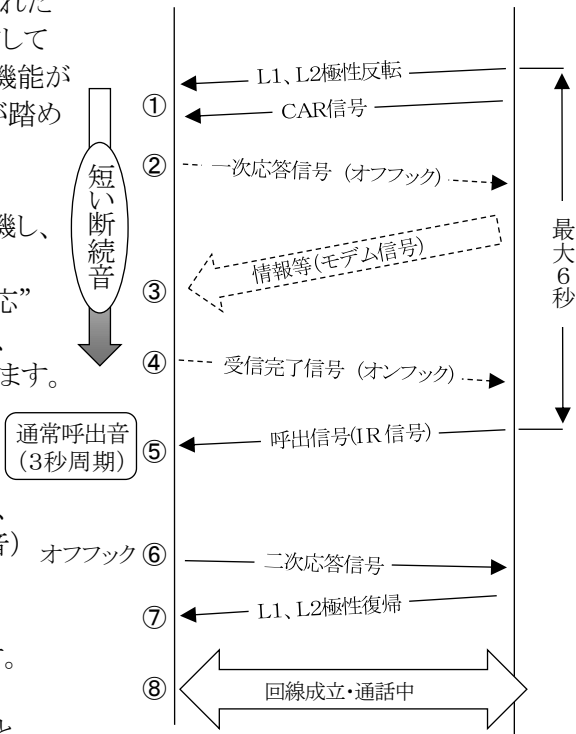 れた
して
機能が
が踏め
L1、L2極性反転
① CAR信号
② 一次応答信号（オフフック）
短い断続音
機し、
情報等(モデム信号)
③
応”
④ 受信完了信号（オンフック）
ます。
最大6秒
通常呼出音
（3秒周期）
⑤ 呼出信号(IR信号)
音）
オフフック ⑥ 二次応答信号
⑦ L1、L2極性復帰
。
⑧ 回線成立・通話中
と